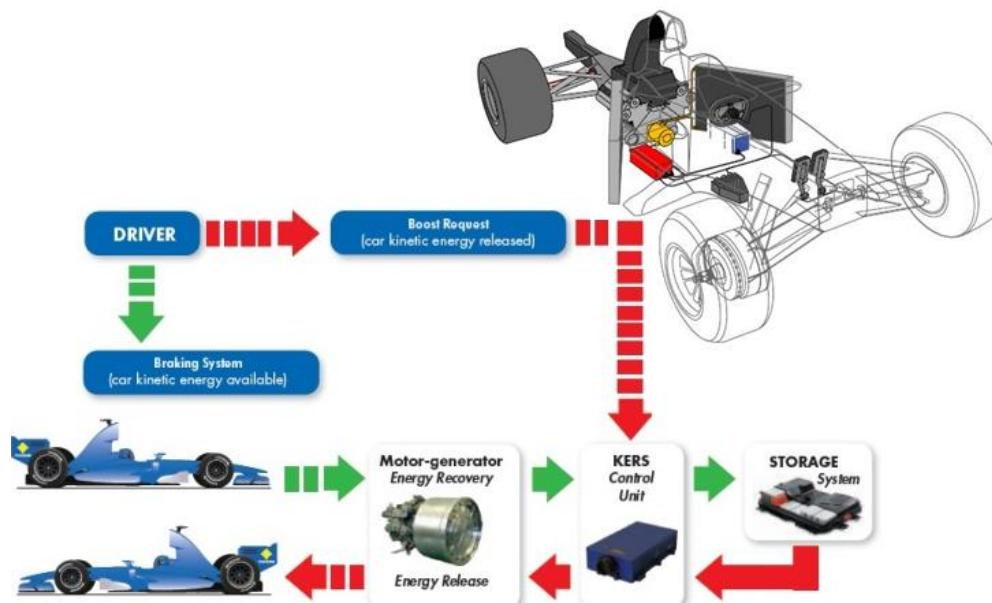 DRIVER
Boost Request
(car kinetic energy released)
Braking System
(car kinetic energy available)
Motor-generator
Energy Recovery
Energy Release
KERS
Control
Unit
STORAGE
System